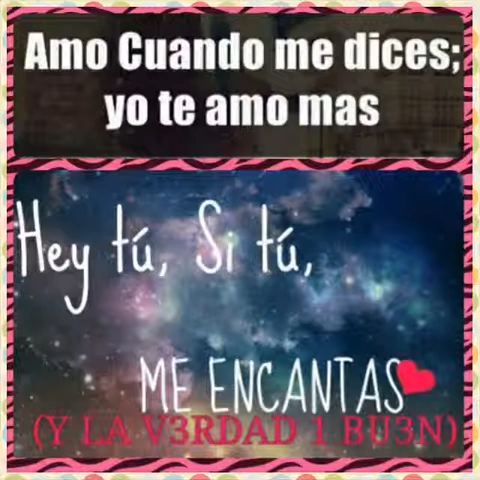 Amo Cuando me dices;
yo te amo mas
Hey tú, Si tú,
ME ENCANTAS
(Y LA V3RDAD 1 BU3N)